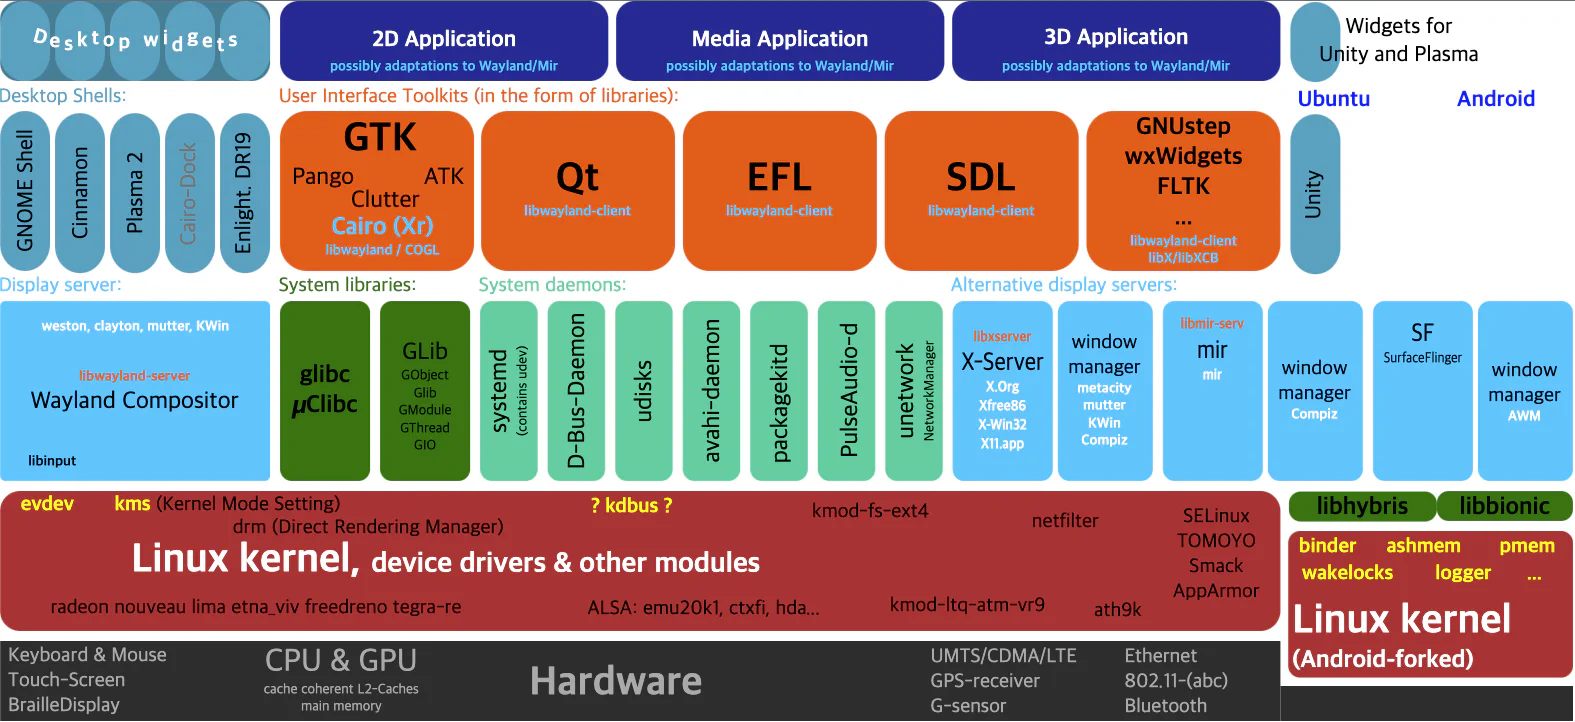 Desktop widgets
2D Application
possibly adaptations to Wayland/Mir
Media Application
possibly adaptations to Wayland/Mir
3D Application
possibly adaptations to Wayland/Mir
Widgets for
Unity and Plasma
Desktop Shells:
User Interface Toolkits (in the form of libraries):
Ubuntu
Android
GNOME Shell
Cinnamon
Plasma 2
Cairo-Dock
Enlight. DR19
GTK
Pango
ATK
Clutter
Cairo (Xr)
libwayland / COGL
Qt
libwayland-client
EFL
libwayland-client
SDL
libwayland-client
GNUstep
wxWidgets
FLTK
...
libwayland-client
libX/libXCB
Unity
Display server:
System libraries:
System daemons:
Alternative display servers:
weston, clayton, mutter, KWin
libwayland-server
Wayland Compositor
libinput
glibc
µClibc
GLib
GObject
Glib
GModule
GThread
GIO
systemd
(contains udev)
D-Bus-Daemon
udisks
avahi-daemon
packagekitd
PulseAudio-d
unetwork
NetworkManager
libxserver
X-Server
X.Org
Xfree86
X-Win32
X11.app
window
manager
metacity
mutter
KWin
Compiz
libmir-serv
mir
mir
window
manager
Compiz
SF
SurfaceFlinger
window
manager
AWM
evdev
kms (Kernel Mode Setting)
drm (Direct Rendering Manager)
? kdbus ?
kmod-fs-ext4
netfilter
SELinux
TOMOYO
Smack
AppArmor
Linux kernel, device drivers & other modules
radeon nouveau lima etna_viv freedreno tegra-re
ALSA: emu20k1, ctxfi, hda...
kmod-ltq-atm-vr9
ath9k
libhybris
libbionic
binder ashmem pmem
wakelocks logger ...
Linux kernel
(Android-forked)
Keyboard & Mouse
Touch-Screen
BrailleDisplay
CPU & GPU
cache coherent L2-Caches
main memory
Hardware
UMTS/CDMA/LTE
GPS-receiver
G-sensor
Ethernet
802.11-(abc)
Bluetooth